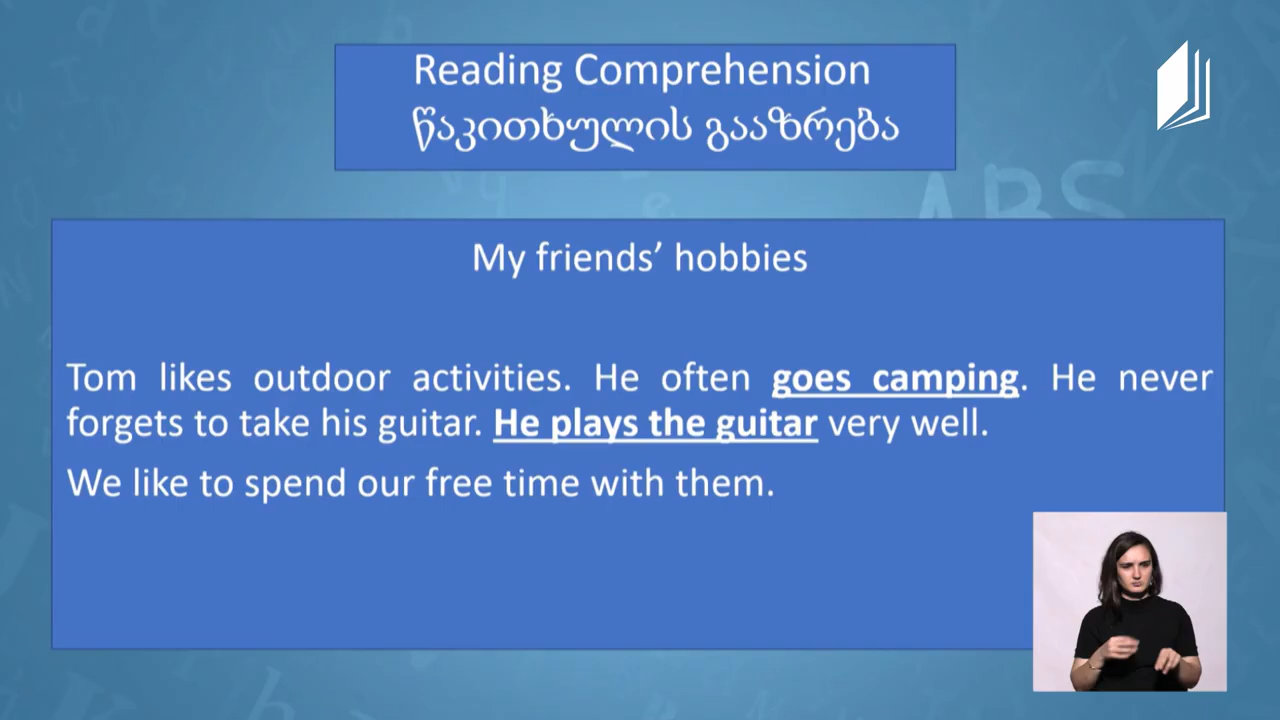 Reading Comprehension
წაკითხულის გააზრება
ABS
My friends’ hobbies
Tom likes outdoor activities. He often goes camping. He never
forgets to take his guitar. He plays the guitar very well.
We like to spend our free time with them.